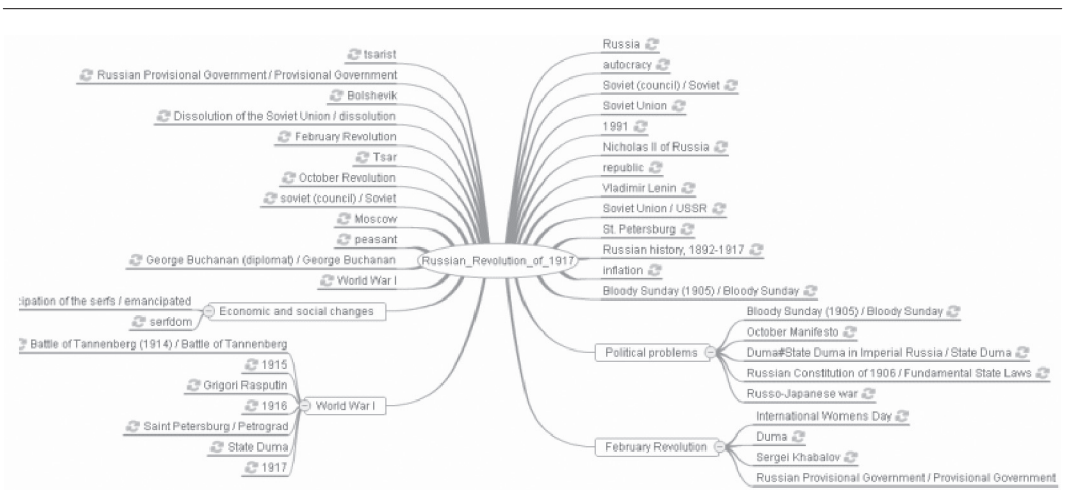 tsarist
Russian Provisional Government / Provisional Government
Bolshevik
Dissolution of the Soviet Union / dissolution
February Revolution
Tsar
October Revolution
soviet (council) / Soviet
Moscow
peasant
George Buchanan (diplomat) / George Buchanan
World War I
cipation of the serfs / emancipated
serfdom
Economic and social changes
Battle of Tannenberg (1914) / Battle of Tannenberg
1915
Grigori Rasputin
1916
Saint Petersburg / Petrograd
State Duma
1917
World War I
Russian_Revolution_of_1917
Russia
autocracy
Soviet (council) / Soviet
Soviet Union
1991
Nicholas II of Russia
republic
Vladimir Lenin
Soviet Union / USSR
St. Petersburg
Russian history, 1892-1917
inflation
Bloody Sunday (1905) / Bloody Sunday
Political problems
Bloody Sunday (1905) / Bloody Sunday
October Manifesto
Duma#State Duma in Imperial Russia / State Duma
Russian Constitution of 1906 / Fundamental State Laws
Russo-Japanese war
February Revolution
International Womens Day
Duma
Sergei Khabalov
Russian Provisional Government / Provisional Government